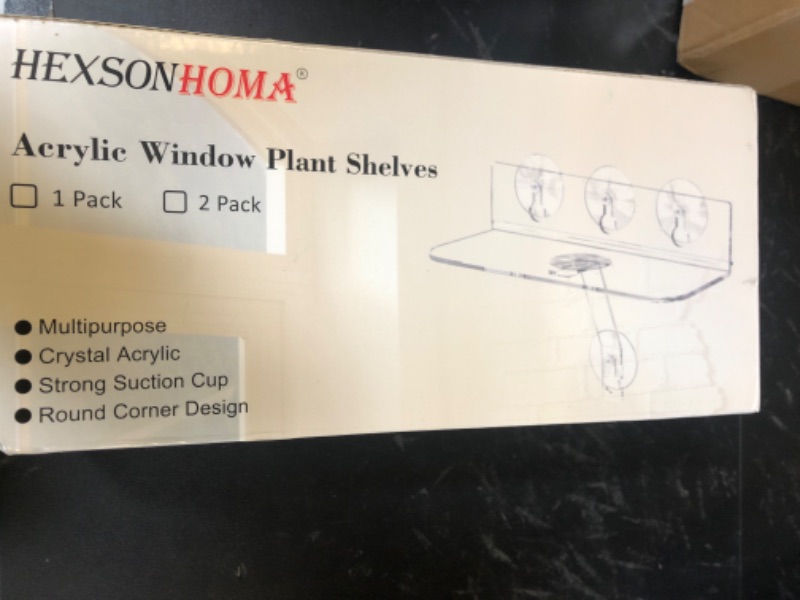 HEXSONHOMA®
Acrylic Window Plant Shelves
1 Pack 2 Pack
Multipurpose
Crystal Acrylic
Strong Suction Cup
Round Corner Design